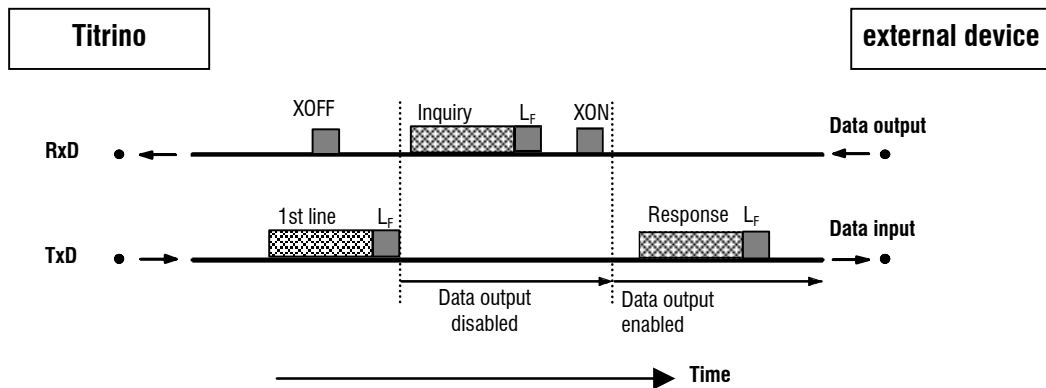 Titrino
external device
XOFF
Inquiry
LF
XON
RxD
Data output
1st line
LF
Response
LF
TxD
Data input
Data output
disabled
Data output
enabled
Time